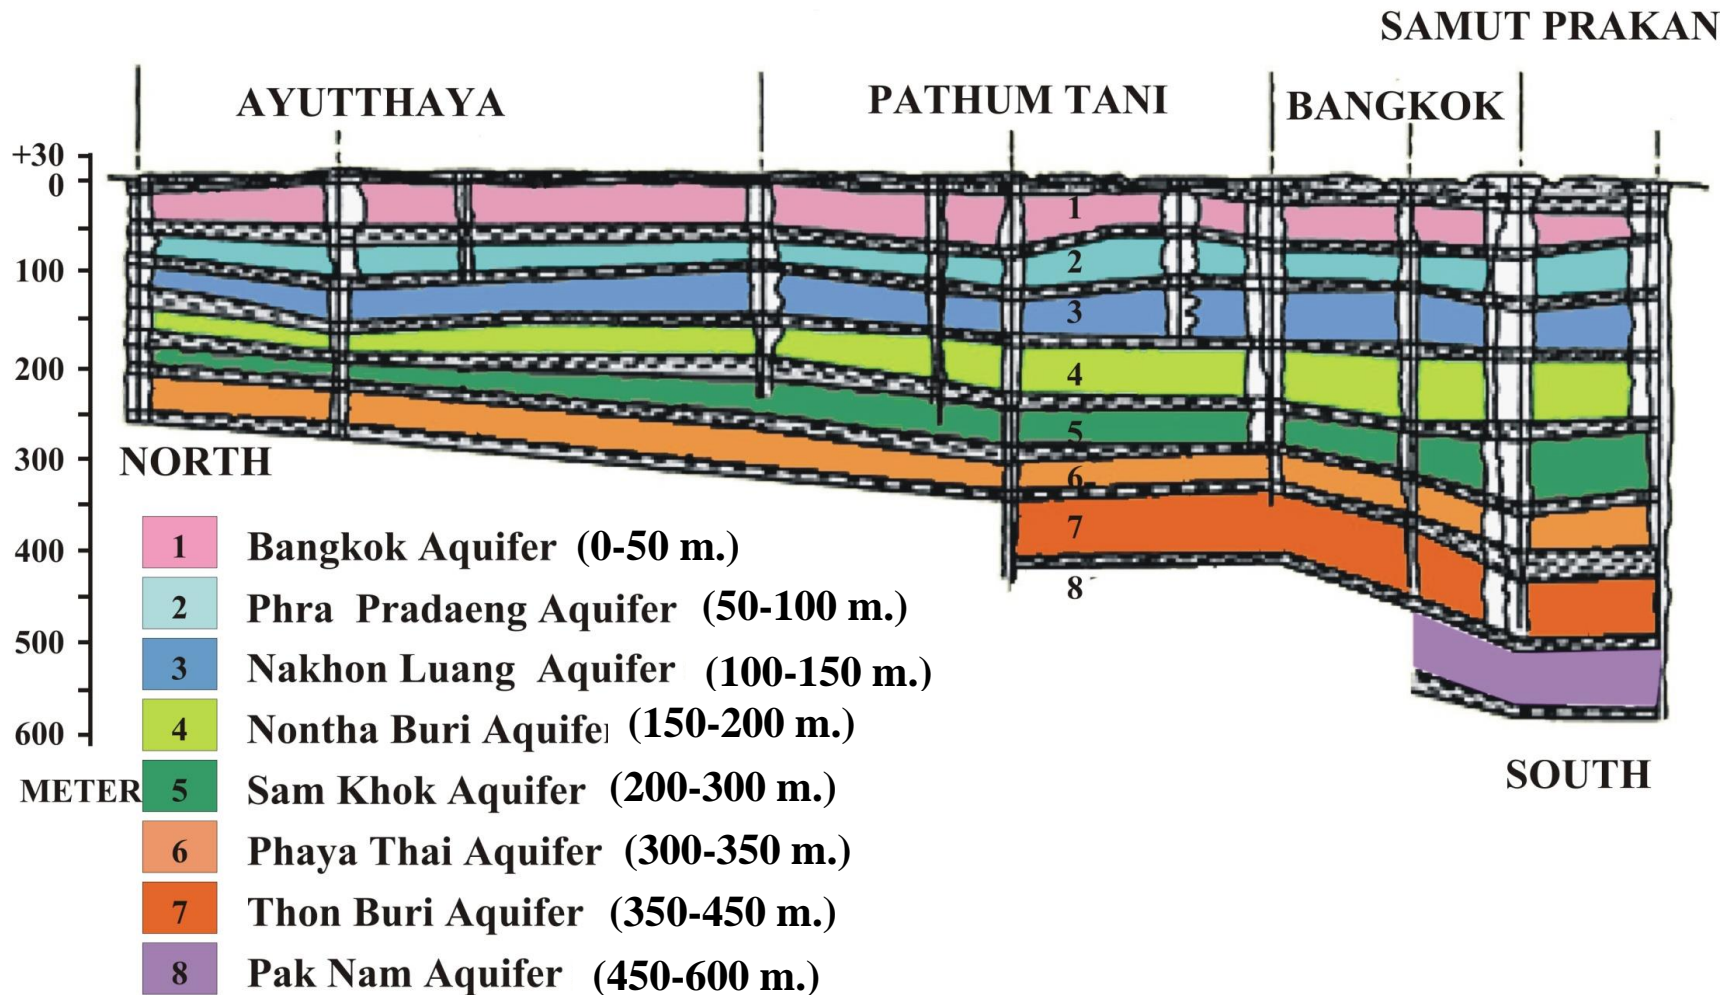 SAMUT PRAKAN
AYUTTHAYA
PATHUM TANI
BANGKOK
+30
0
100
200
300
400
500
600
METER
1
2
3
4
5
6
7
8
NORTH
SOUTH
1 Bangkok Aquifer (0-50 m.)
2 Phra Pradaeng Aquifer (50-100 m.)
3 Nakhon Luang Aquifer (100-150 m.)
4 Nontha Buri Aquifer (150-200 m.)
5 Sam Khok Aquifer (200-300 m.)
6 Phaya Thai Aquifer (300-350 m.)
7 Thon Buri Aquifer (350-450 m.)
8 Pak Nam Aquifer (450-600 m.)